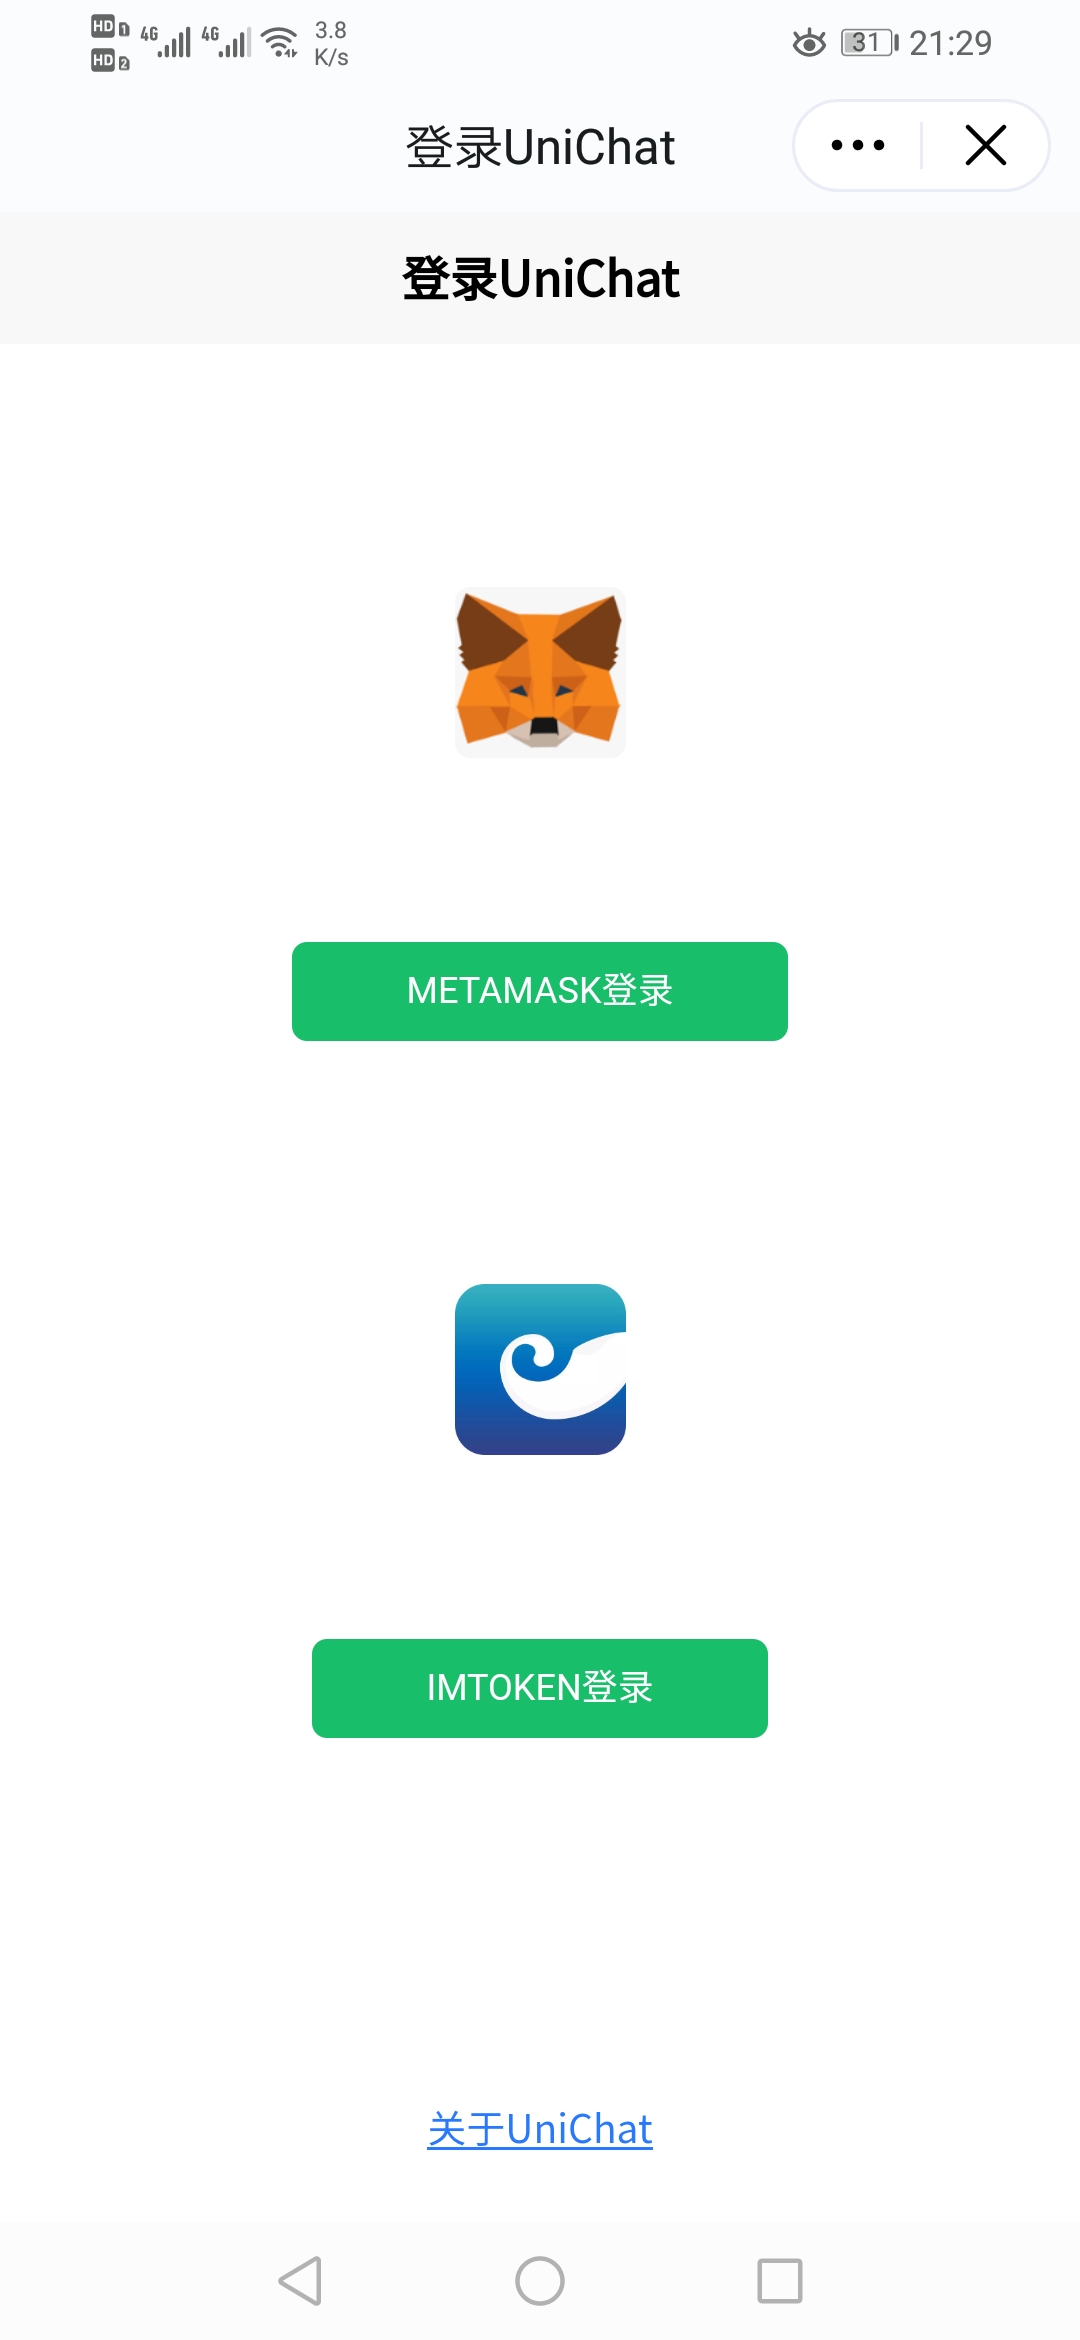 HD 1 4G 4G 3.8
HD 2 K/s
31 21:29
登录UniChat
登录UniChat
METAMASK登录
IMTOKEN登录
关于UniChat